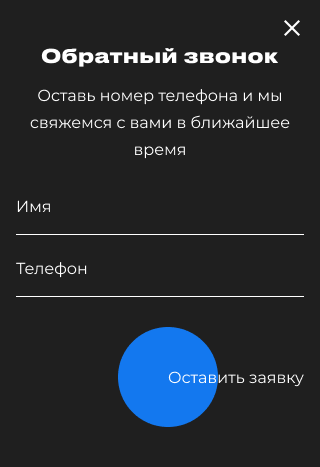 Обратный звонок
Оставь номер телефона и мы
свяжемся с вами в ближайшее
время
Имя
Телефон
Оставить заявку